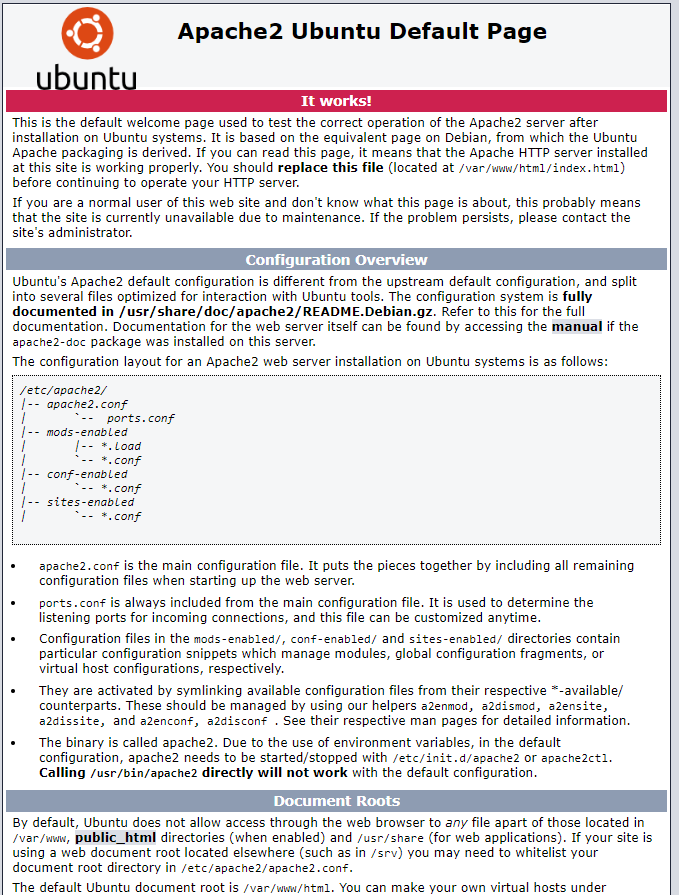 Apache2 Ubuntu Default Page
ubuntu
It works!
This is the default welcome page used to test the correct operation of the Apache2 server after
installation on Ubuntu systems. It is based on the equivalent page on Debian, from which the Ubuntu
Apache packaging is derived. If you can read this page, it means that the Apache HTTP server installed
at this site is working properly. You should replace this file (located at /var/www/html/index.html)
before continuing to operate your HTTP server.
If you are a normal user of this web site and don't know what this page is about, this probably means
that the site is currently unavailable due to maintenance. If the problem persists, please contact the
site's administrator.
Configuration Overview
Ubuntu's Apache2 default configuration is different from the upstream default configuration, and split
into several files optimized for interaction with Ubuntu tools. The configuration system is fully
documented in /usr/share/doc/apache2/README.Debian.gz. Refer to this for the full
documentation. Documentation for the web server itself can be found by accessing the manual if the
apache2-doc package was installed on this server.
The configuration layout for an Apache2 web server installation on Ubuntu systems is as follows:
/etc/apache2/
|-- apache2.conf
|       `--  ports.conf
|-- mods-enabled
|       |-- *.load
|       `-- *.conf
|-- conf-enabled
|       `-- *.conf
|-- sites-enabled
|       `-- *.conf
• apache2.conf is the main configuration file. It puts the pieces together by including all remaining
configuration files when starting up the web server.
• ports.conf is always included from the main configuration file. It is used to determine the
listening ports for incoming connections, and this file can be customized anytime.
• Configuration files in the mods-enabled/, conf-enabled/ and sites-enabled/ directories contain
particular configuration snippets which manage modules, global configuration fragments, or
virtual host configurations, respectively.
• They are activated by symlinking available configuration files from their respective *-available/
counterparts. These should be managed by using our helpers a2enmod, a2dismod, a2ensite,
a2dissite, and a2enconf, a2disconf . See their respective man pages for detailed information.
• The binary is called apache2. Due to the use of environment variables, in the default
configuration, apache2 needs to be started/stopped with /etc/init.d/apache2 or apache2ctl.
Calling /usr/bin/apache2 directly will not work with the default configuration.
Document Roots
By default, Ubuntu does not allow access through the web browser to any file apart of those located in
/var/www, public_html directories (when enabled) and /usr/share (for web applications). If your site is
using a web document root located elsewhere (such as in /srv) you may need to whitelist your
document root directory in /etc/apache2/apache2.conf.
The default Ubuntu document root is /var/www/html. You can make your own virtual hosts under